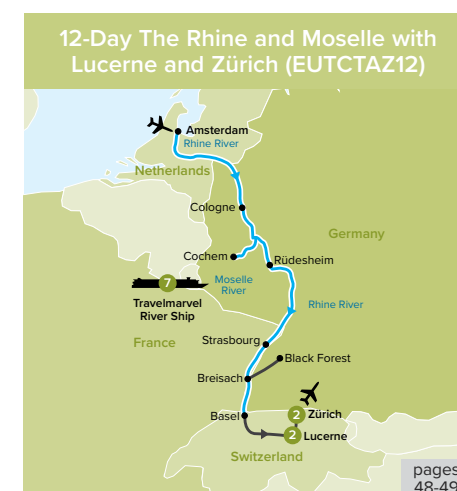 12-Day The Rhine and Moselle with
Lucerne and Zürich (EUTCTAZ12)
Amsterdam
Rhine River
Netherlands
Cologne
Germany
Cochem
Rüdesheim
7
Moselle
River
Travelmarvel
River Ship
Rhine River
France
Strasbourg
Black Forest
Breisach
Basel
2 Zürich
2 Lucerne
Switzerland
pages
48-49